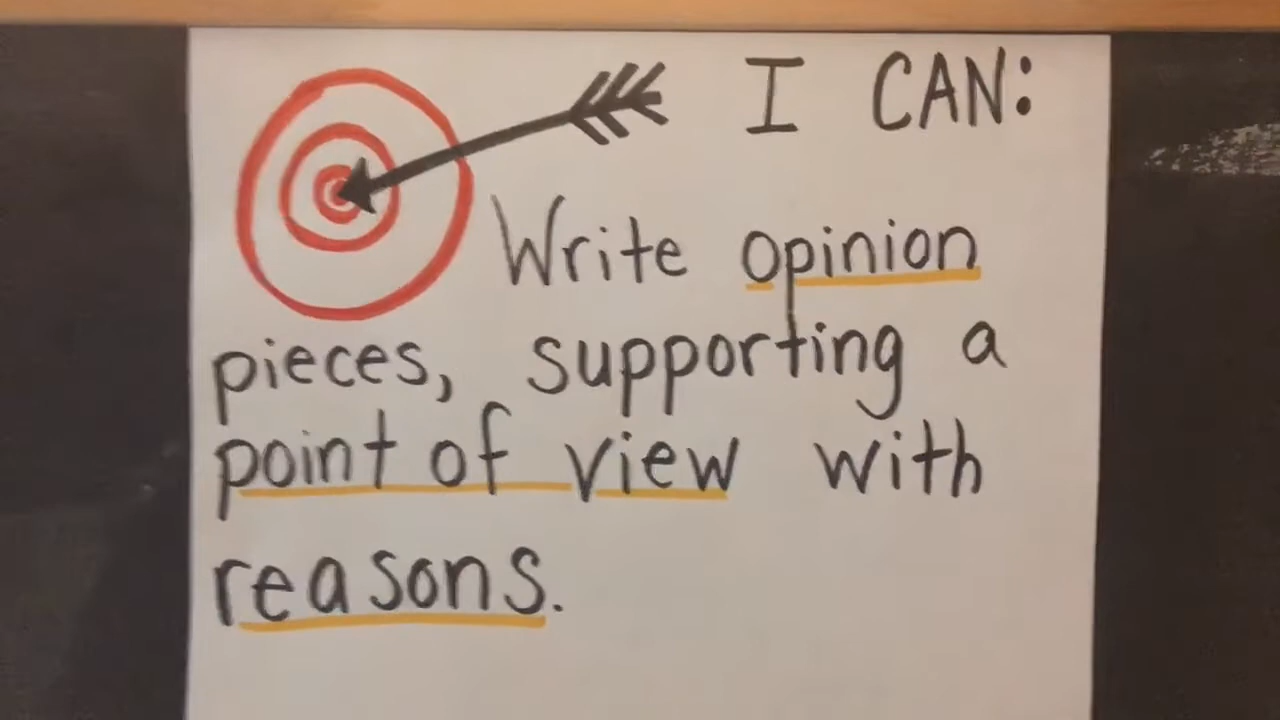 I CAN:
Write opinion
pieces, supporting a
point of view with
reasons.